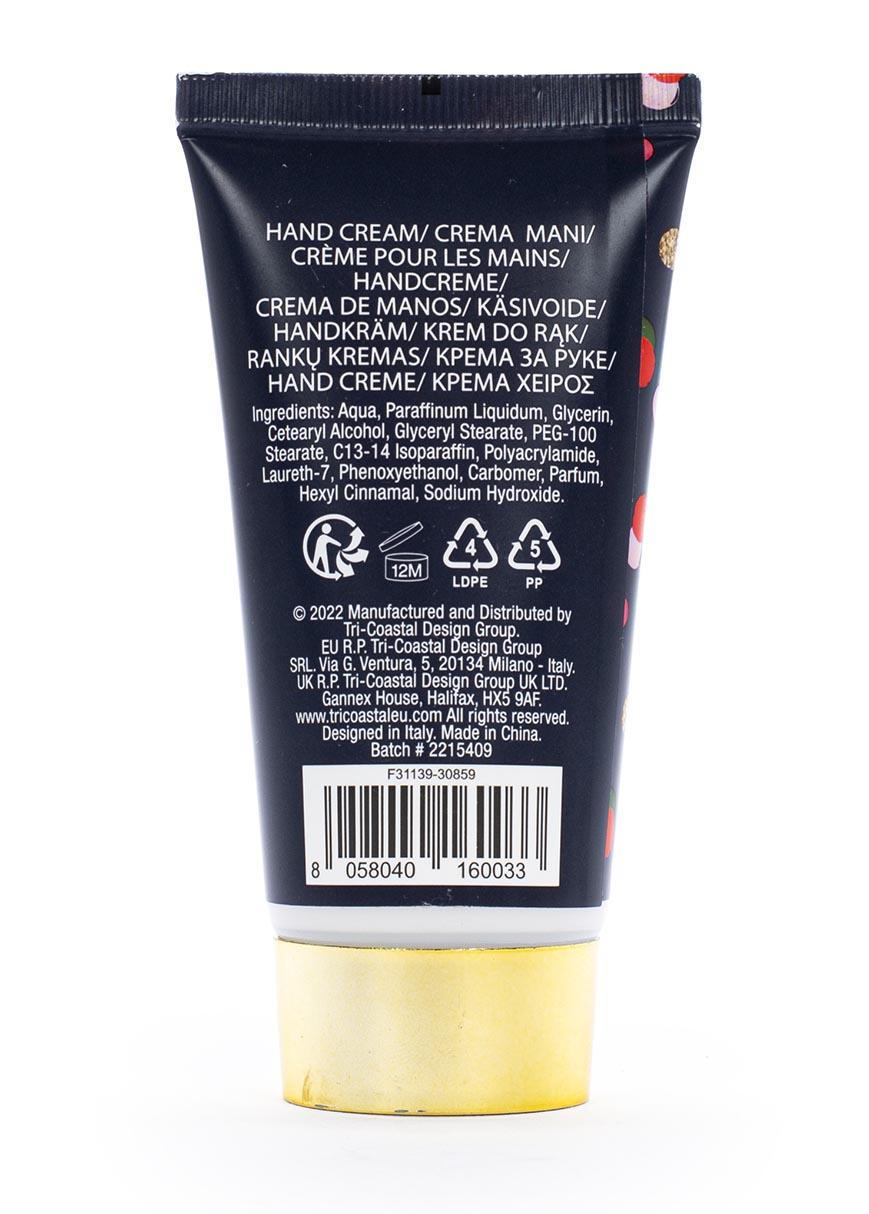 HAND CREAM/ CREMA MANI/
CRÈME POUR LES MAINS/
HANDCREME/
CREMA DE MANOS/ KÄSIVOIDE/
HANDKRÄM/ KREM DO RĄK/
RANKŲ KREMAS/ КРЕМА ЗА РУКЕ/
HAND CREME/ ΚΡΕΜΑ ΧΕΙΡΟΣ
Ingredients: Aqua, Paraffinum Liquidum, Glycerin,
Cetearyl Alcohol, Glyceryl Stearate, PEG-100
Stearate, C13-14 Isoparaffin, Polyacrylamide,
Laureth-7, Phenoxyethanol, Carbomer, Parfum,
Hexyl Cinnamal, Sodium Hydroxide.
12M
4
LDPE
5
PP
© 2022 Manufactured and Distributed by
Tri-Coastal Design Group.
EU R.P. Tri-Coastal Design Group
SRL. Via G. Ventura, 5, 20134 Milano - Italy.
UK R.P. Tri-Coastal Design Group UK LTD.
Gannex House, Halifax, HX5 9AF.
www.tricoastaleu.com All rights reserved.
Designed in Italy. Made in China.
Batch # 2215409
F31139-30859
8 058040 160033